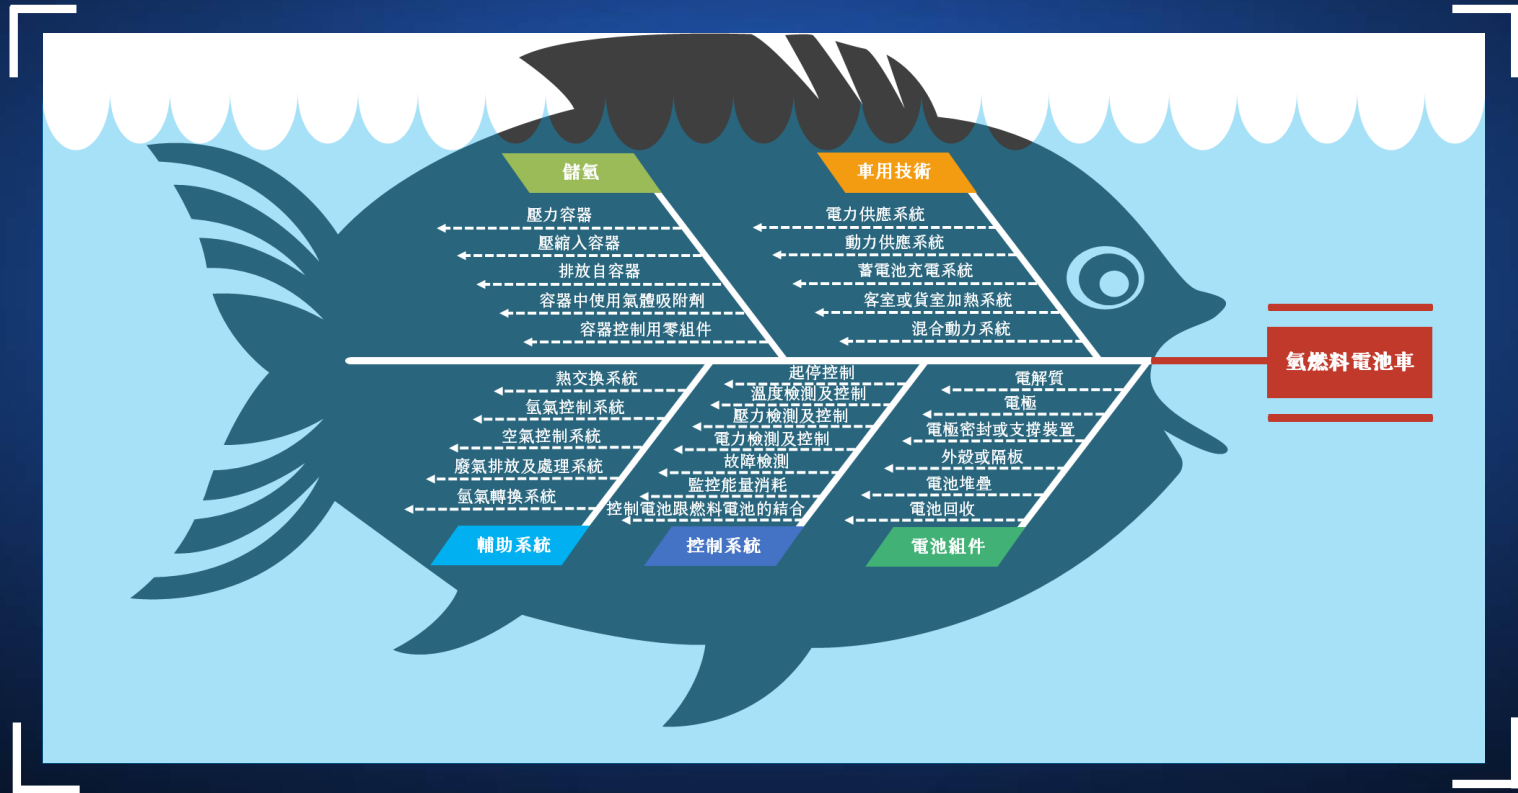 儲氫
壓力容器
壓縮入容器
排放自容器
容器中使用氣體吸附劑
容器控制用零組件
車用技術
電力供應系統
動力供應系統
蓄電池充電系統
客室或貨室加熱系統
混合動力系統
氫燃料電池車
熱交換系統
氫氣控制系統
空氣控制系統
廢氣排放及處理系統
氫氣轉換系統
輔助系統
起停控制
溫度檢測及控制
壓力檢測及控制
電力檢測及控制
故障檢測
監控能量消耗
控制電池跟燃料電池的結合
控制系統
電解質
電極
電極密封或支撐裝置
外殼或隔板
電池堆疊
電池回收
電池組件